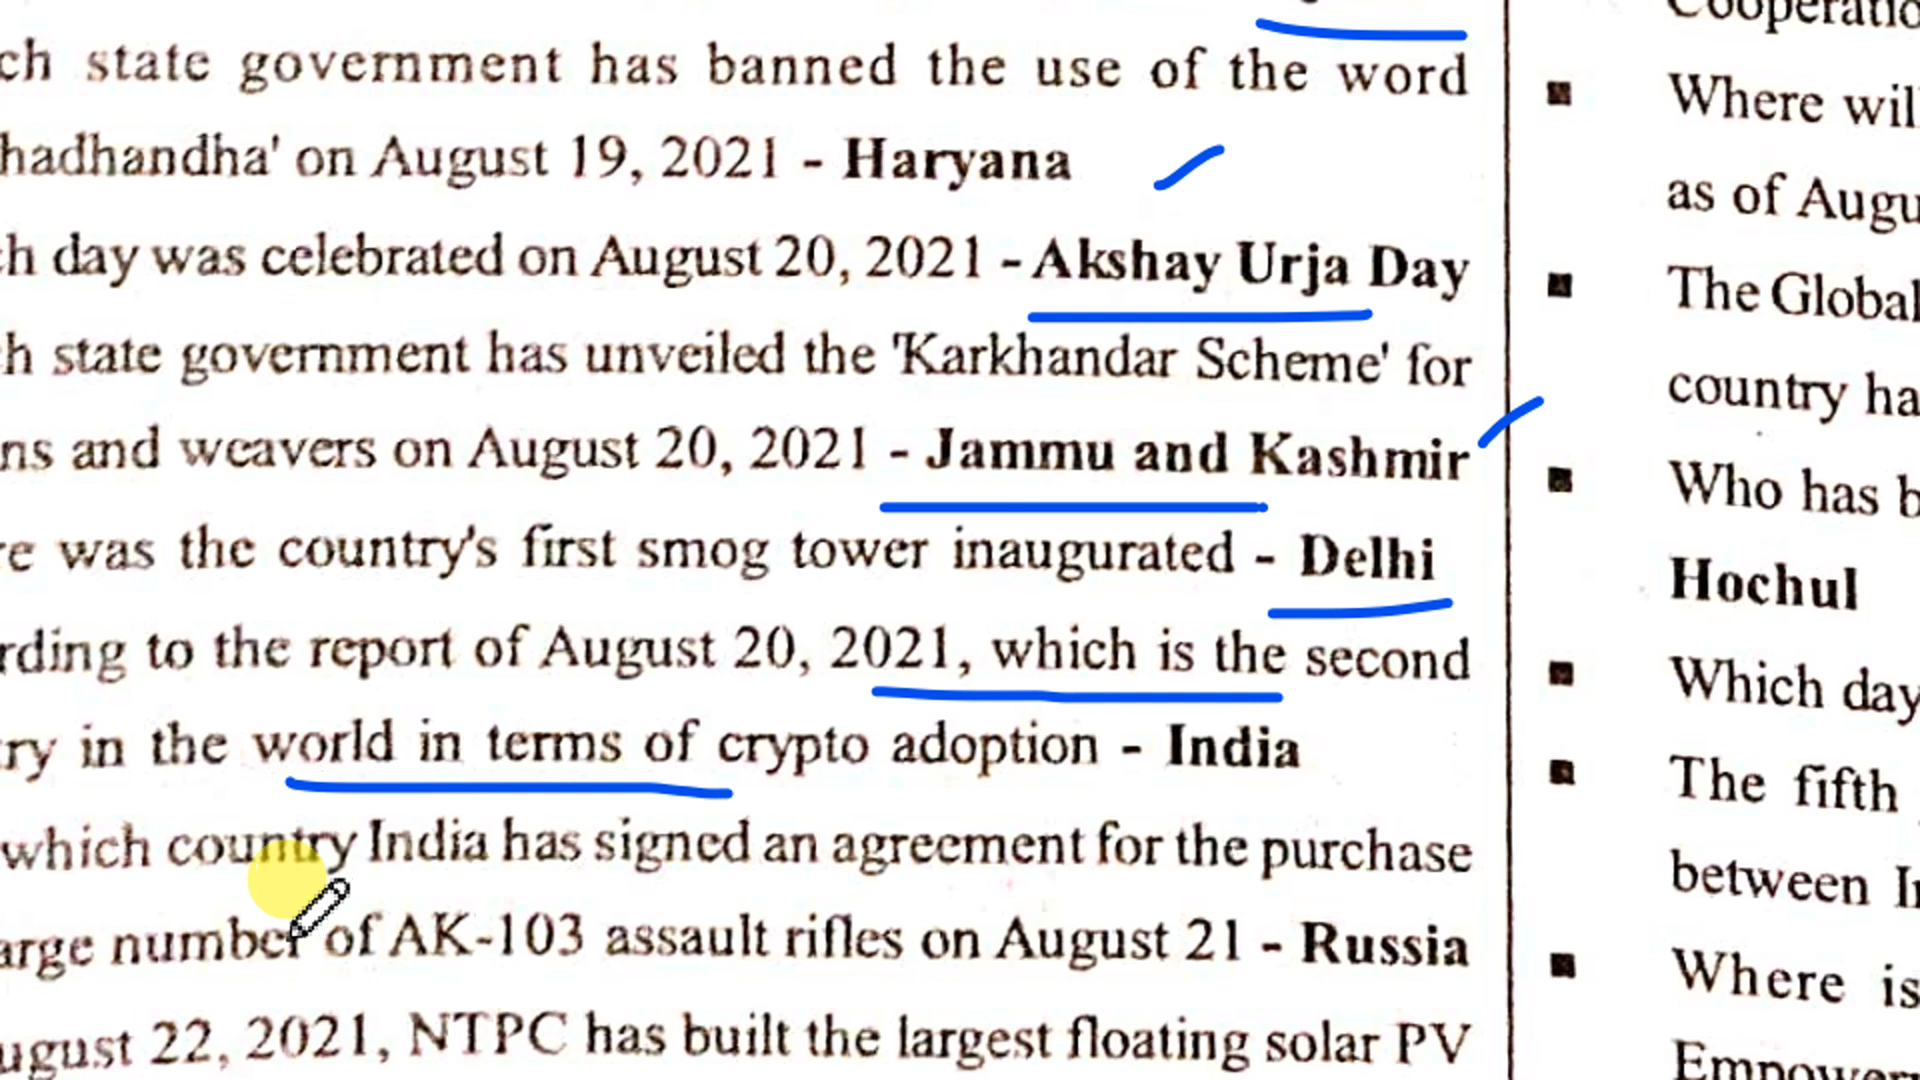 ch state government has banned the use of the word
hadhandha' on August 19, 2021 - Haryana
ch day was celebrated on August 20, 2021 - Akshay Urja Day
h state government has unveiled the 'Karkhandar Scheme' for
ns and weavers on August 20, 2021 - Jammu and Kashmir
re was the country's first smog tower inaugurated - Delhi
rding to the report of August 20, 2021, which is the second
ry in the world in terms of crypto adoption - India
which country India has signed an agreement for the purchase
arge number of AK-103 assault rifles on August 21 - Russia
ugust 22, 2021, NTPC has built the largest floating solar PV
Cooperatio
Where wil
as of Augu
The Global
country ha
Who has b
Hochul
Which day
The fifth
between In
Where is
Empower